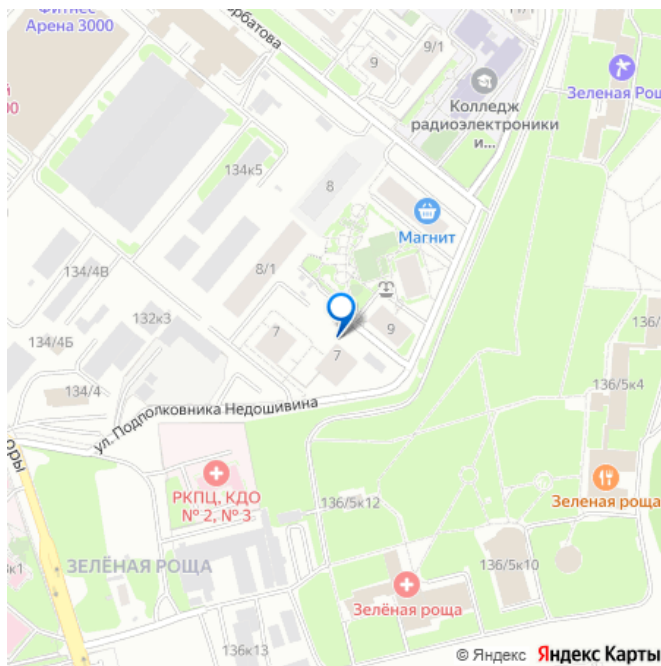 Фитнес
Арена 3000
9/1
9
Колледж
радиоэлектроники
и...
Зеленая Рощ
134к5
8
Магнит
134/4В
8/1
132к3
7
9
7
134/4Б
134/4
136/5к4
ул. Подполковника Недошивина
РКПЦ, КДО
№ 2, № 3
136/5к12
Зеленая роща
ЗЕЛЁНАЯ РОЩА
136/5к10
Зелёная роща
136к13
© Яндекс Яндекс Карты